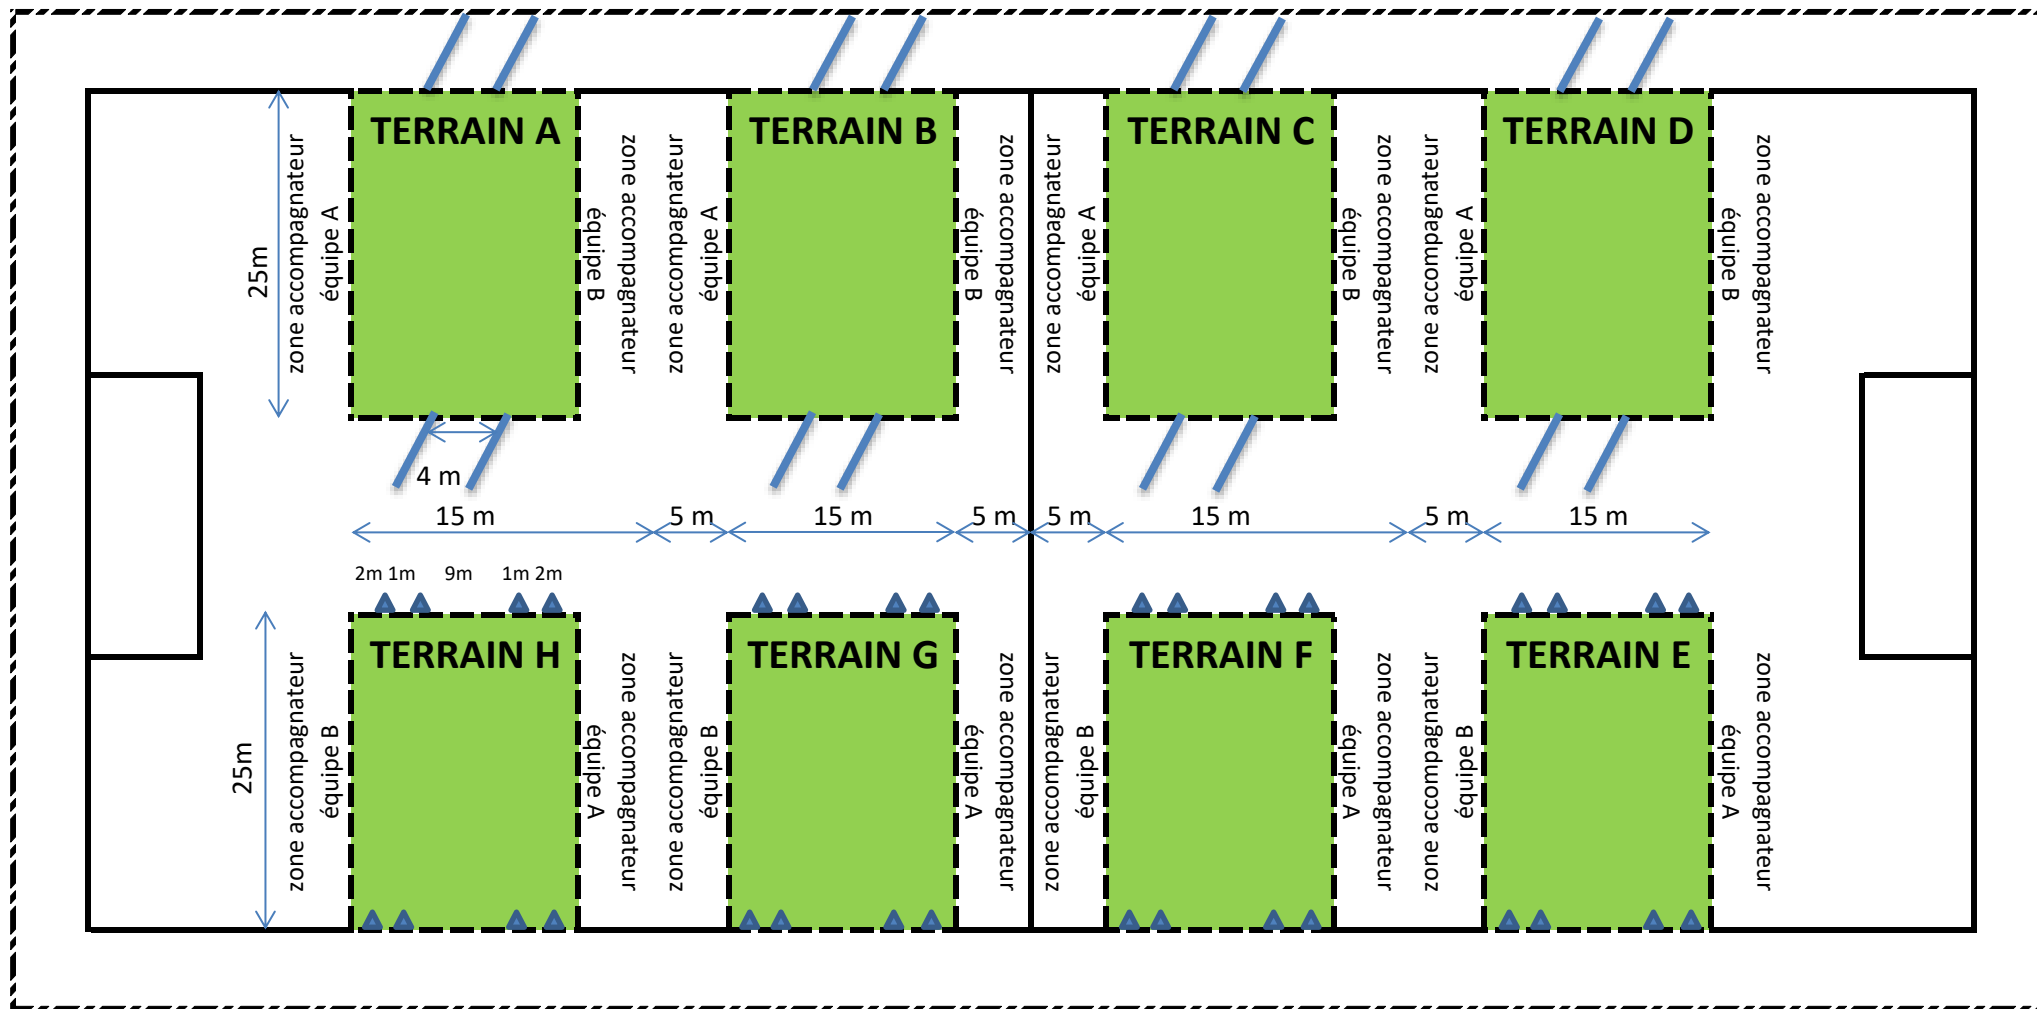 TERRAIN A
TERRAIN B
TERRAIN C
TERRAIN D
25m
zone accompagnateur
équipe A
zone accompagnateur
équipe B
zone accompagnateur
équipe A
zone accompagnateur
équipe B
zone accompagnateur
équipe A
zone accompagnateur
équipe B
zone accompagnateur
équipe A
zone accompagnateur
équipe B
4 m
15 m
5 m
15 m
5 m
5 m
15 m
5 m
15 m
2m 1m 9m 1m 2m
TERRAIN H
TERRAIN G
TERRAIN F
TERRAIN E
25m
zone accompagnateur
équipe B
zone accompagnateur
équipe A
zone accompagnateur
équipe B
zone accompagnateur
équipe A
zone accompagnateur
équipe B
zone accompagnateur
équipe A
zone accompagnateur
équipe B
zone accompagnateur
équipe A